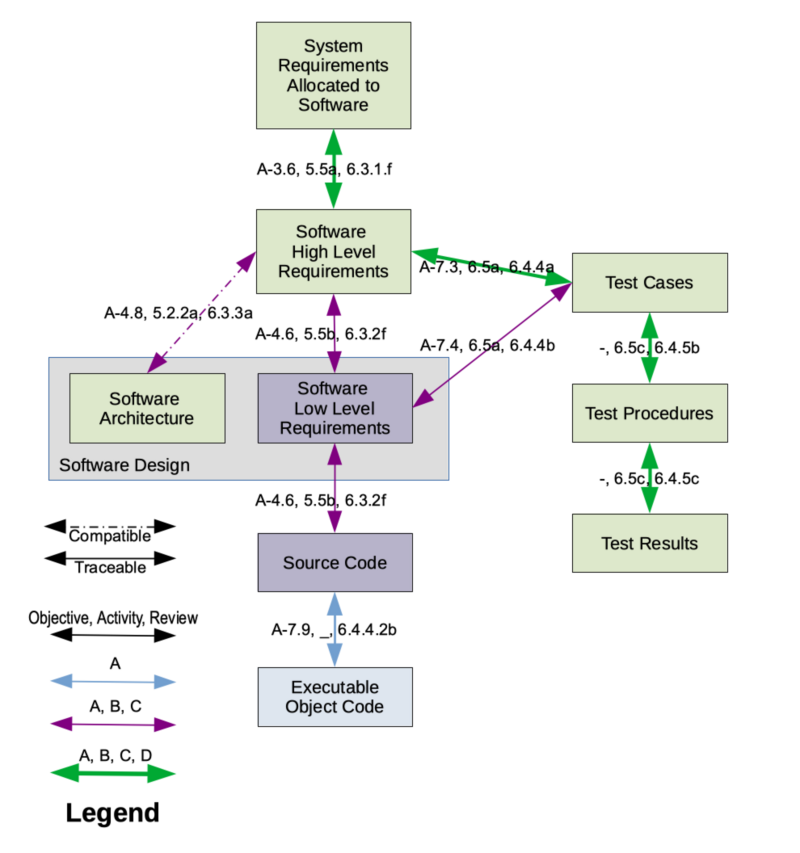 System
Requirements
Allocated to
Software
A-3.6, 5.5a, 6.3.1.f
Software
High Level
Requirements
A-7.3, 6.5a, 6.4.4a
Test Cases
A-4.8, 5.2.2a, 6.3.3a
A-4.6, 5.5b, 6.3.2f
A-7.4, 6.5a, 6.4.4b
-, 6.5c, 6.4.5b
Software
Architecture
Software
Low Level
Requirements
Test Procedures
Software Design
-, 6.5c, 6.4.5c
A-4.6, 5.5b, 6.3.2f
Compatible
Traceable
Source Code
Test Results
Objective, Activity, Review
A-7.9, _, 6.4.4.2b
A
Executable
Object Code
A, B, C
A, B, C, D
Legend